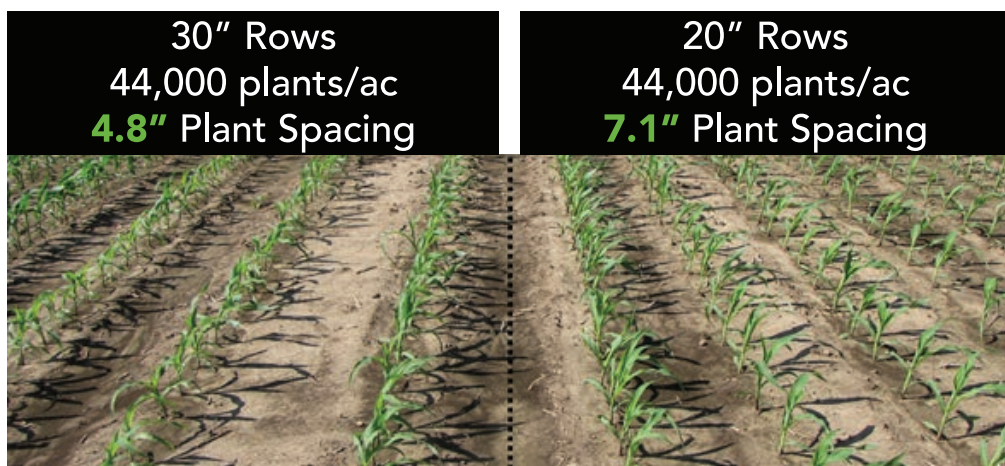 30” Rows
44,000 plants/ac
4.8” Plant Spacing
20” Rows
44,000 plants/ac
7.1” Plant Spacing